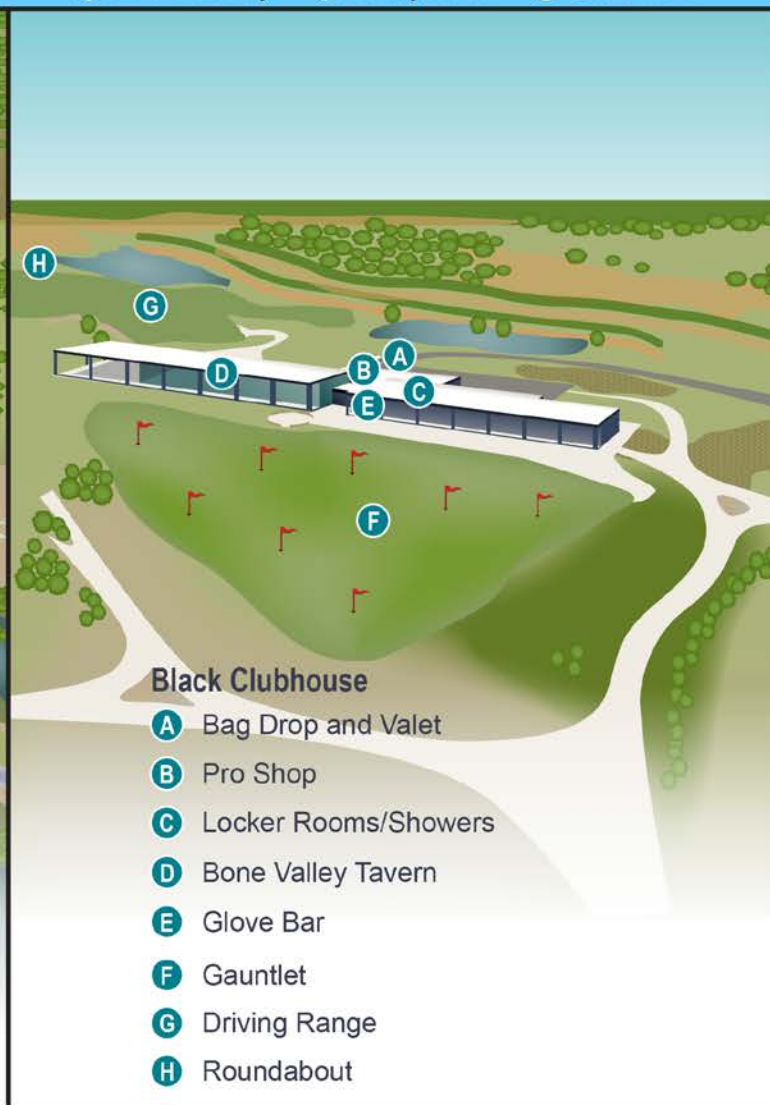 H
G
A
B
D
C
E
F
Black Clubhouse
A Bag Drop and Valet
B Pro Shop
C Locker Rooms/Showers
D Bone Valley Tavern
E Glove Bar
F Gauntlet
G Driving Range
H Roundabout